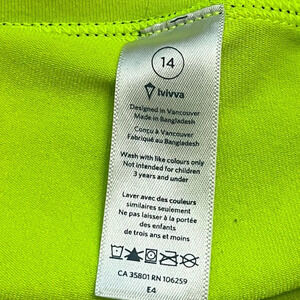 14
ivivva
Designed in Vancouver
Made in Bangladesh
Conçu à Vancouver
Fabriqué au Bangladesh
Wash with like colours only
Not intended for children
3 years and under
Laver avec des couleurs
similaires seulement
Ne pas laisser à la portée
des enfants
de trois ans et moins
CA 35801 RN 106259
E4